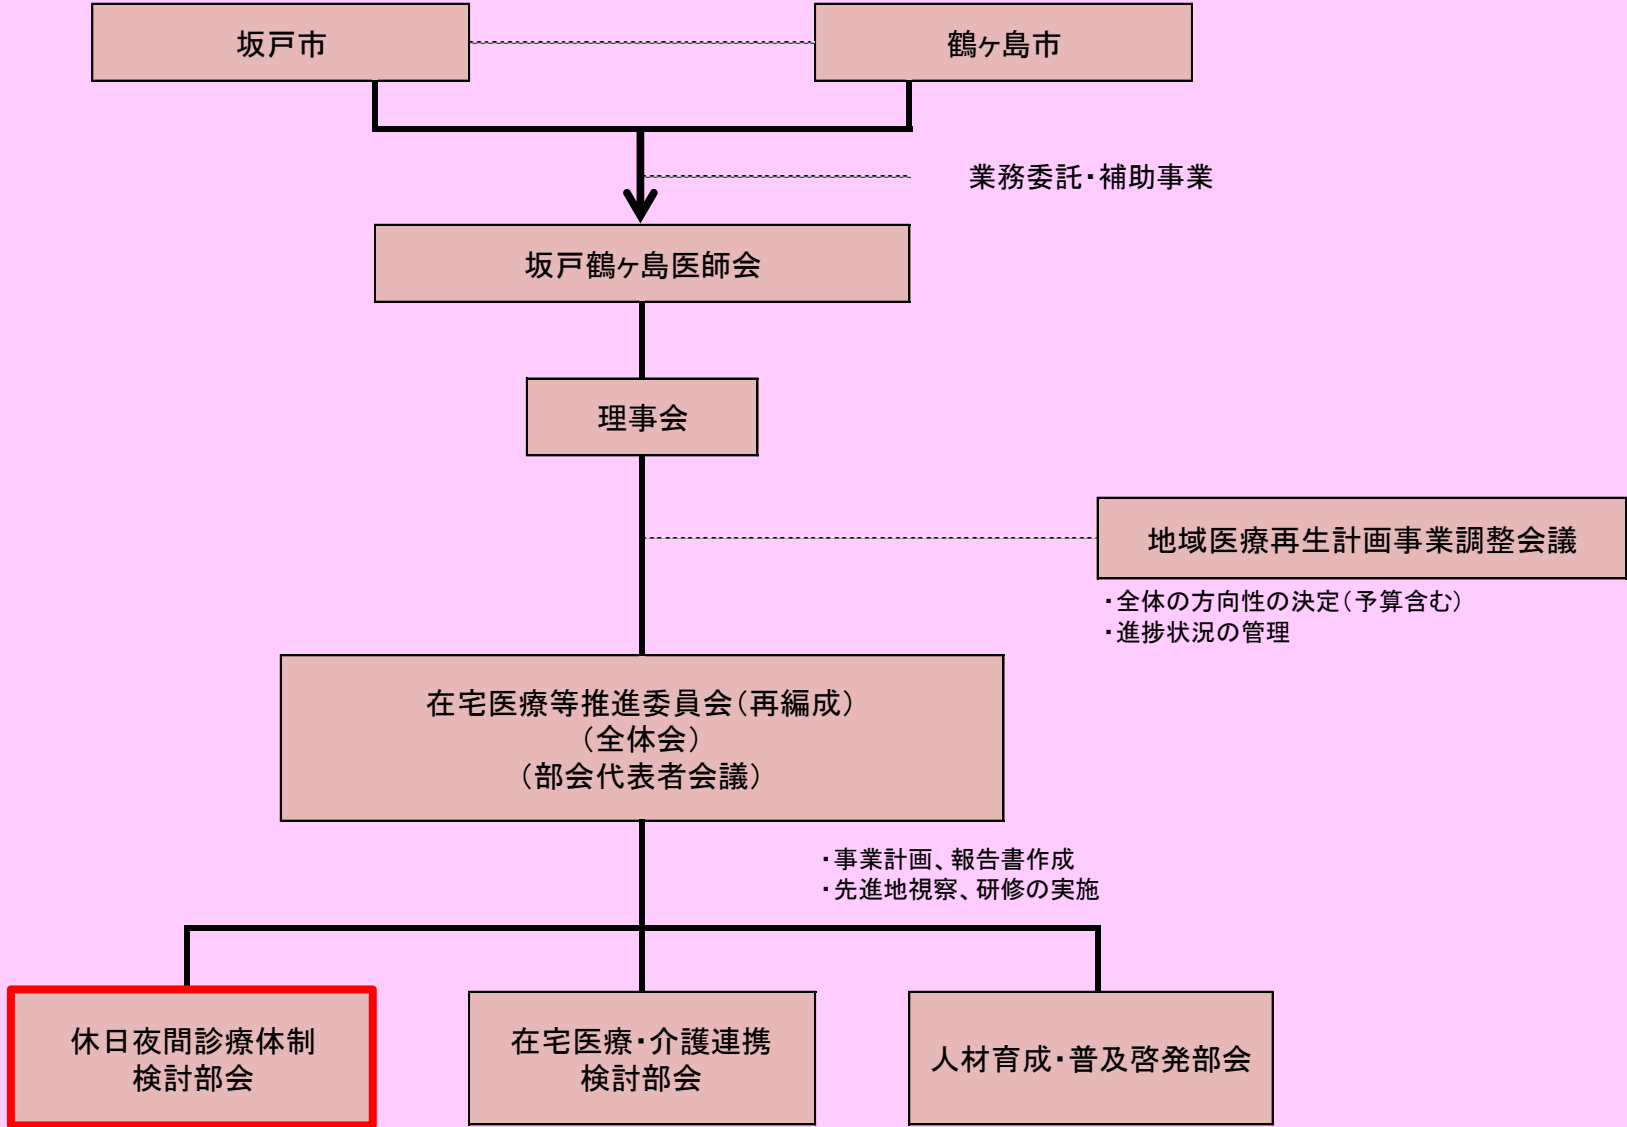 坂戸市
鶴ヶ島市
業務委託・補助事業
坂戸鶴ヶ島医師会
理事会
地域医療再生計画事業調整会議
・全体の方向性の決定（予算含む）
・進捗状況の管理
在宅医療等推進委員会（再編成）
（全体会）
（部会代表者会議）
・事業計画、報告書作成
・先進地視察、研修の実施
休日夜間診療体制
検討部会
在宅医療・介護連携
検討部会
人材育成・普及啓発部会